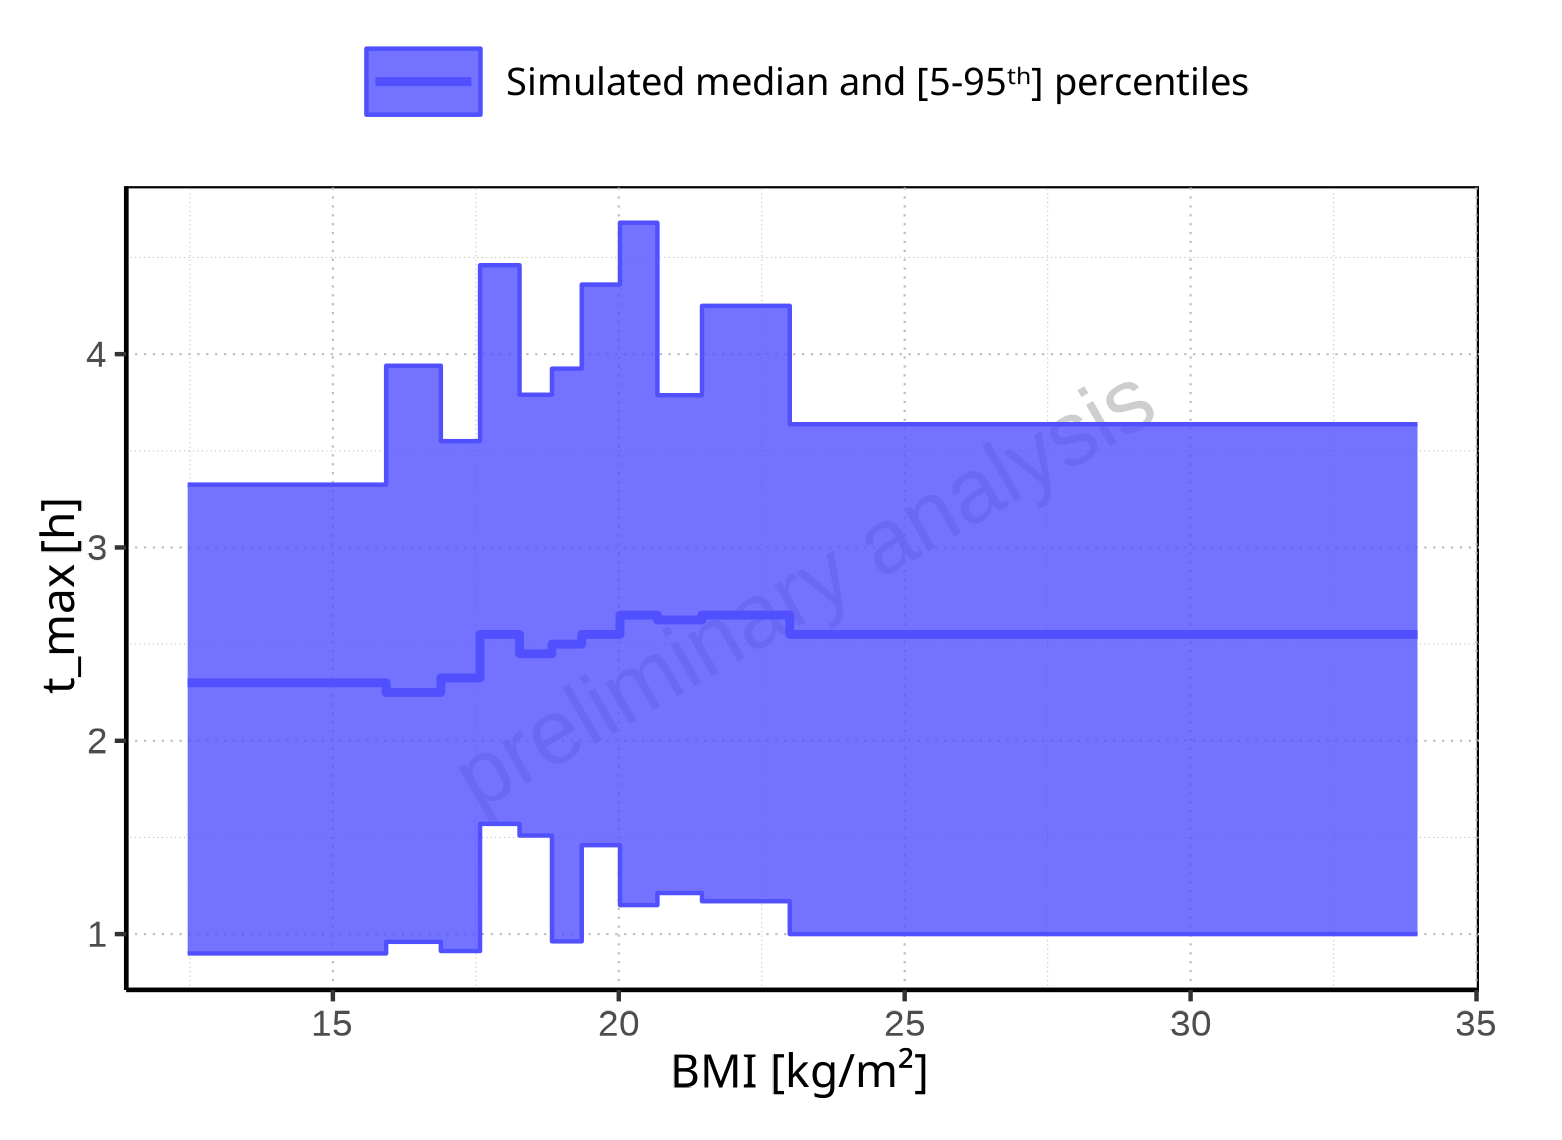 Simulated median and [5-95ᵗʰ] percentiles
t_max [h]
4
3
2
1
preliminary analysis
15 20 25 30 35
BMI [kg/m²]